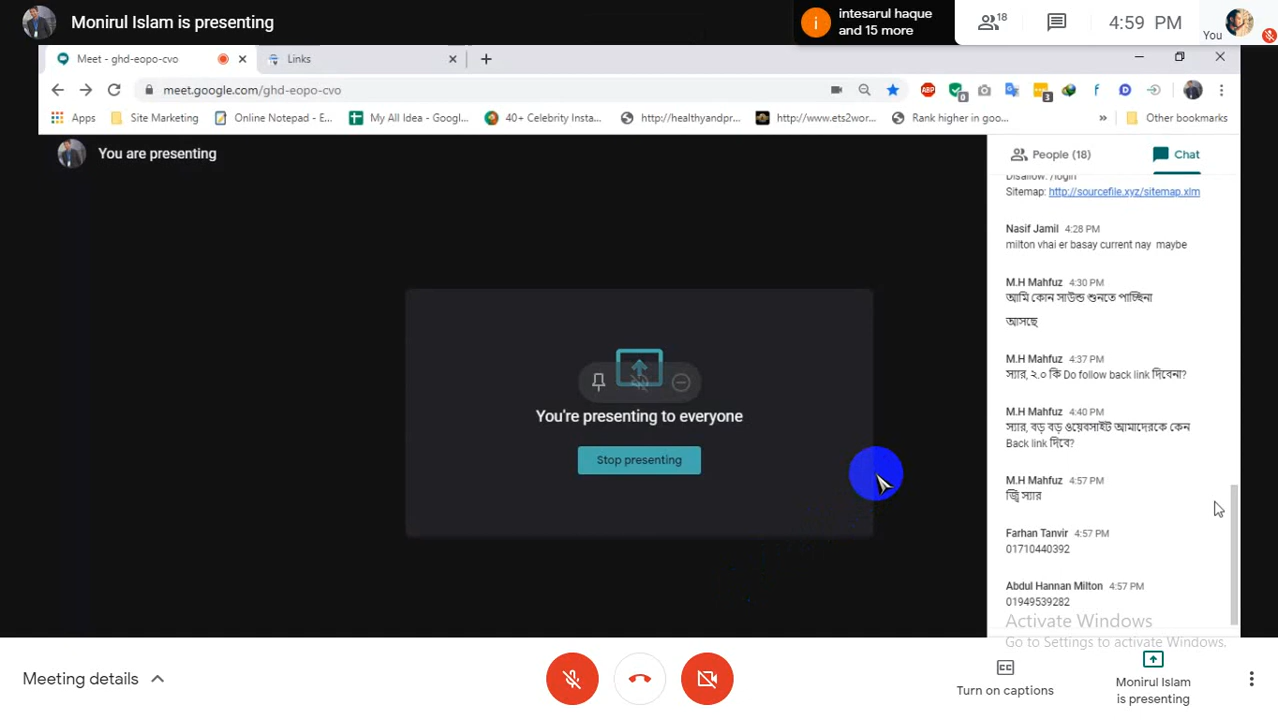 Monirul Islam is presenting
intesarul haque
and 15 more
18
4:59 PM
You
Meet - ghd-eopo-cvo
Links
meet.google.com/ghd-eopo-cvo
ABP
0
3
Apps
Site Marketing
Online Notepad - E...
My All Idea - Googl...
40+ Celebrity Insta...
http://healthyandpr...
http://www.ets2wor...
Rank higher in goo...
»
Other bookmarks
You are presenting
People (18)
Chat
Disallow: /login
Sitemap: http://sourcefile.xyz/sitemap.xlm
Nasif Jamil 4:28 PM
milton vhai er basay current nay maybe
M.H Mahfuz 4:30 PM
আমি কোন সাউন্ড শুনতে পাচ্ছিনা
আসছে
M.H Mahfuz 4:37 PM
স্যার, ২.০ কি Do follow back link দিবেনা?
M.H Mahfuz 4:40 PM
স্যার, বড় বড় ওয়েবসাইট আমাদেরকে কেন
Back link দিবে?
M.H Mahfuz 4:57 PM
জ্বি স্যার
Farhan Tanvir 4:57 PM
01710440392
Abdul Hannan Milton 4:57 PM
01949539282
You're presenting to everyone
Stop presenting
Activate Windows
Go to Settings to activate Windows.
Meeting details
Turn on captions
Monirul Islam
is presenting